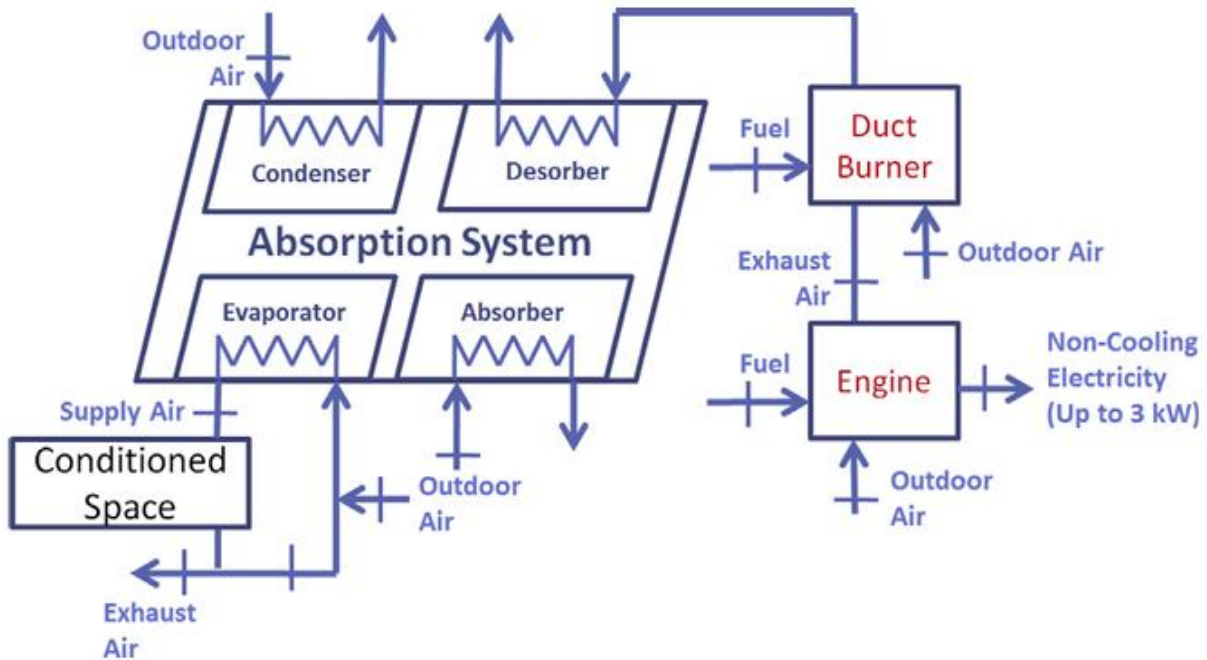 Outdoor
Air
Condenser
Desorber
Absorption System
Evaporator
Absorber
Supply Air
Conditioned
Space
Exhaust
Air
Outdoor
Air
Fuel
Duct
Burner
Outdoor Air
Exhaust
Air
Fuel
Engine
Non-Cooling
Electricity
(Up to 3 kW)
Outdoor
Air